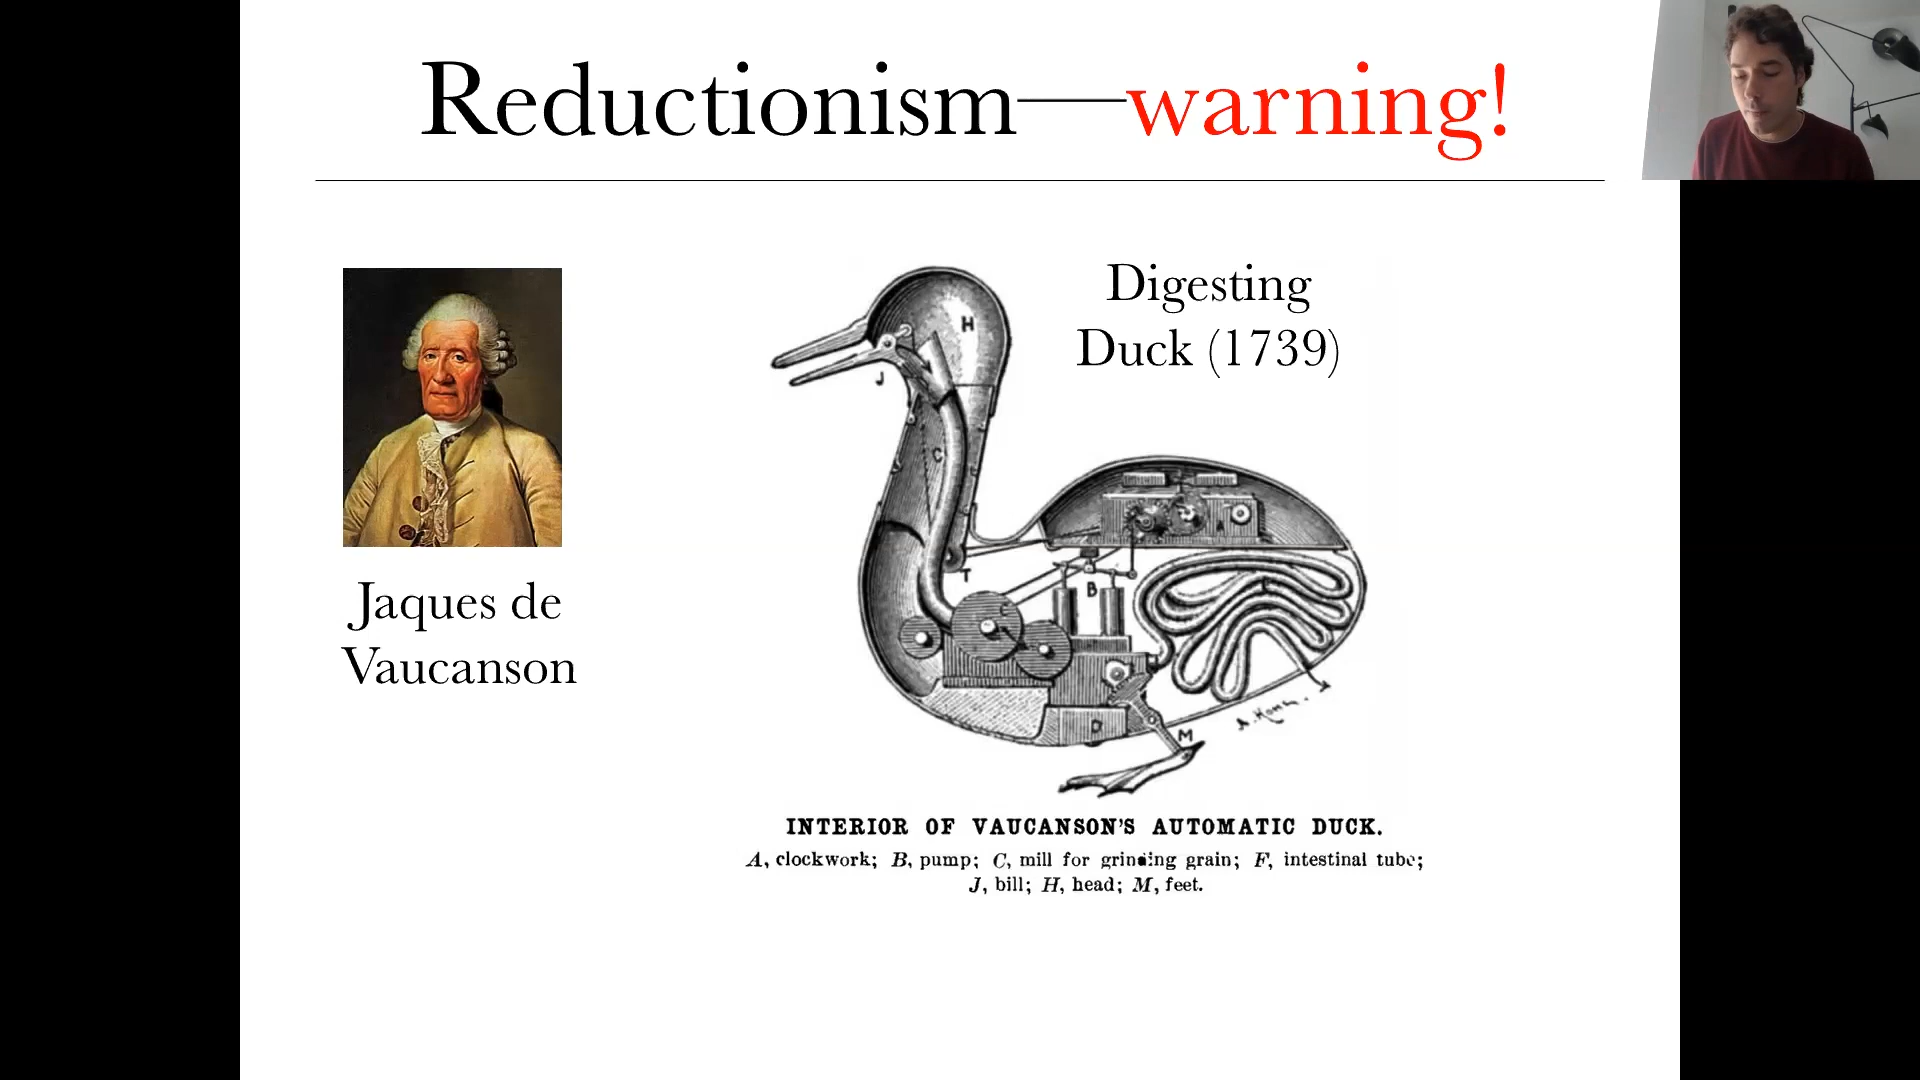 Reductionism—warning!
Digesting
Duck (1739)
H
J
C
A
T
B
C
D
M
Jaques de
Vaucanson
INTERIOR OF VAUCANSON'S AUTOMATIC DUCK.
A, clockwork; B, pump; C, mill for grinding grain; F, intestinal tube;
J, bill; H, head; M, feet.